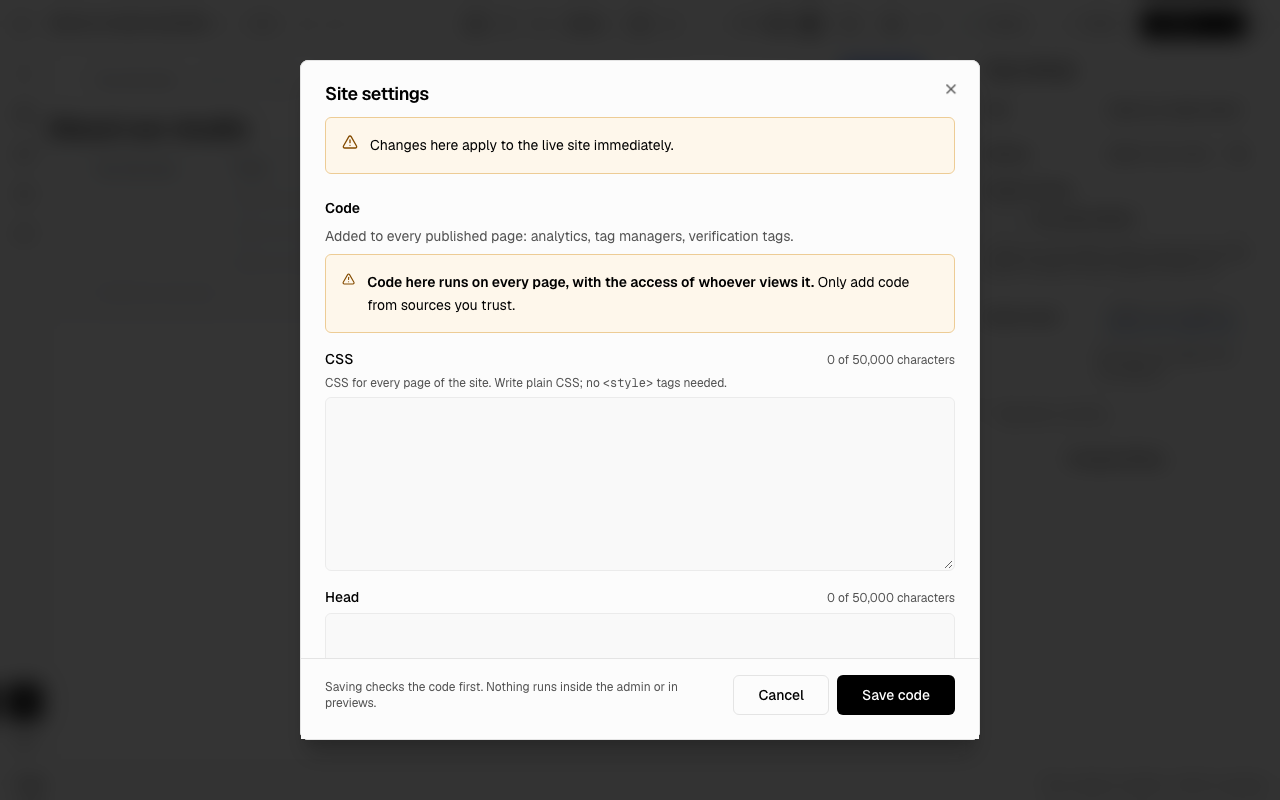 Site settings
Changes here apply to the live site immediately.
Code
Added to every published page: analytics, tag managers, verification tags.
Code here runs on every page, with the access of whoever views it. Only add code
from sources you trust.
CSS
0 of 50,000 characters
CSS for every page of the site. Write plain CSS; no <style> tags needed.
Head
0 of 50,000 characters
Saving checks the code first. Nothing runs inside the admin or in
previews.
Cancel
Save code